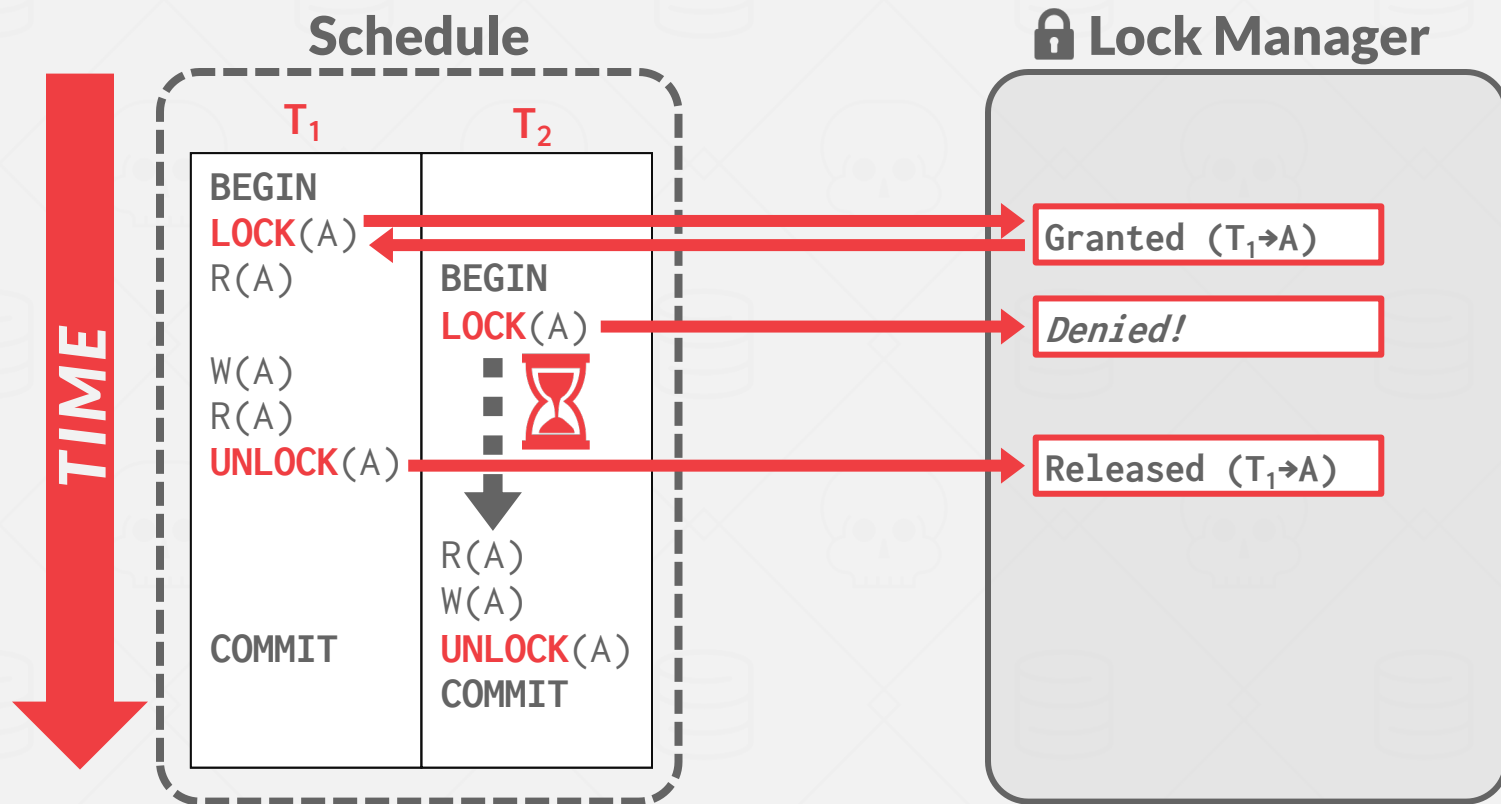 Schedule
Lock Manager
TIME
T₁ T₂
BEGIN
LOCK(A)
Granted (T₁→A)
R(A) BEGIN
LOCK(A)
Denied!
W(A)
R(A)
UNLOCK(A)
Released (T₁→A)
R(A)
W(A)
COMMIT UNLOCK(A)
COMMIT